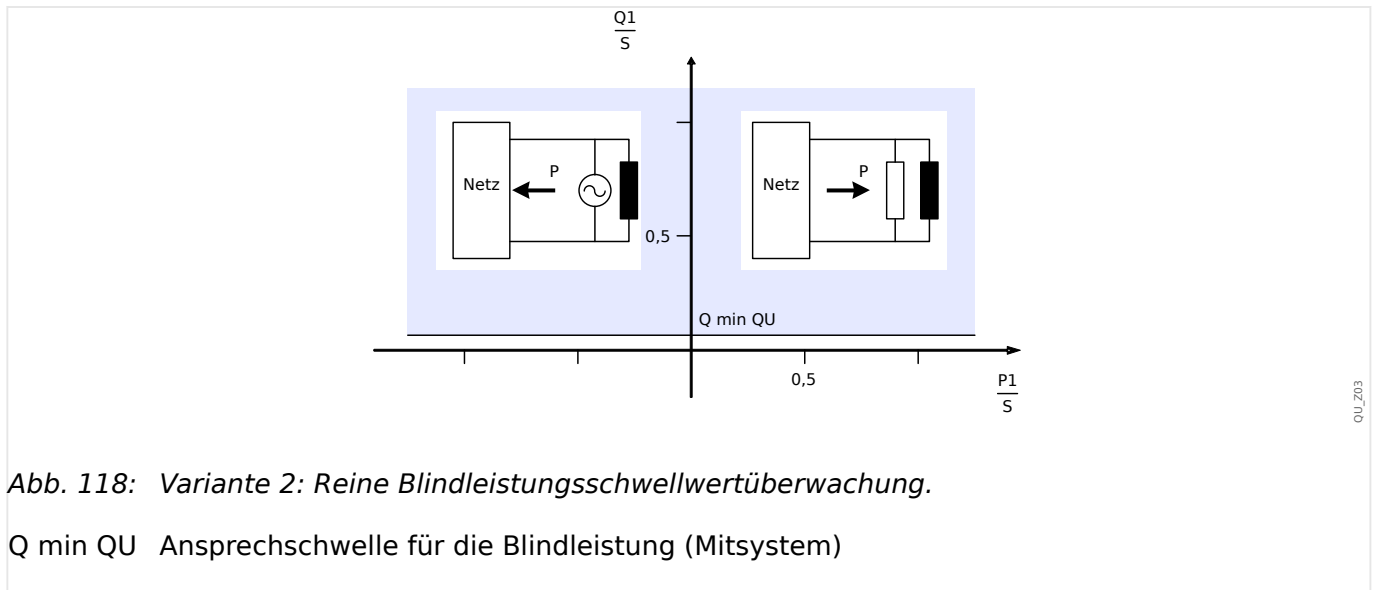 Q1
S
Netz
P
Netz
P
0,5
Q min QU
0,5
P1
S
QU_Z03
Abb. 118: Variante 2: Reine Blindleistungsschwellwertüberwachung.
Q min QU Ansprechschwelle für die Blindleistung (Mitsystem)